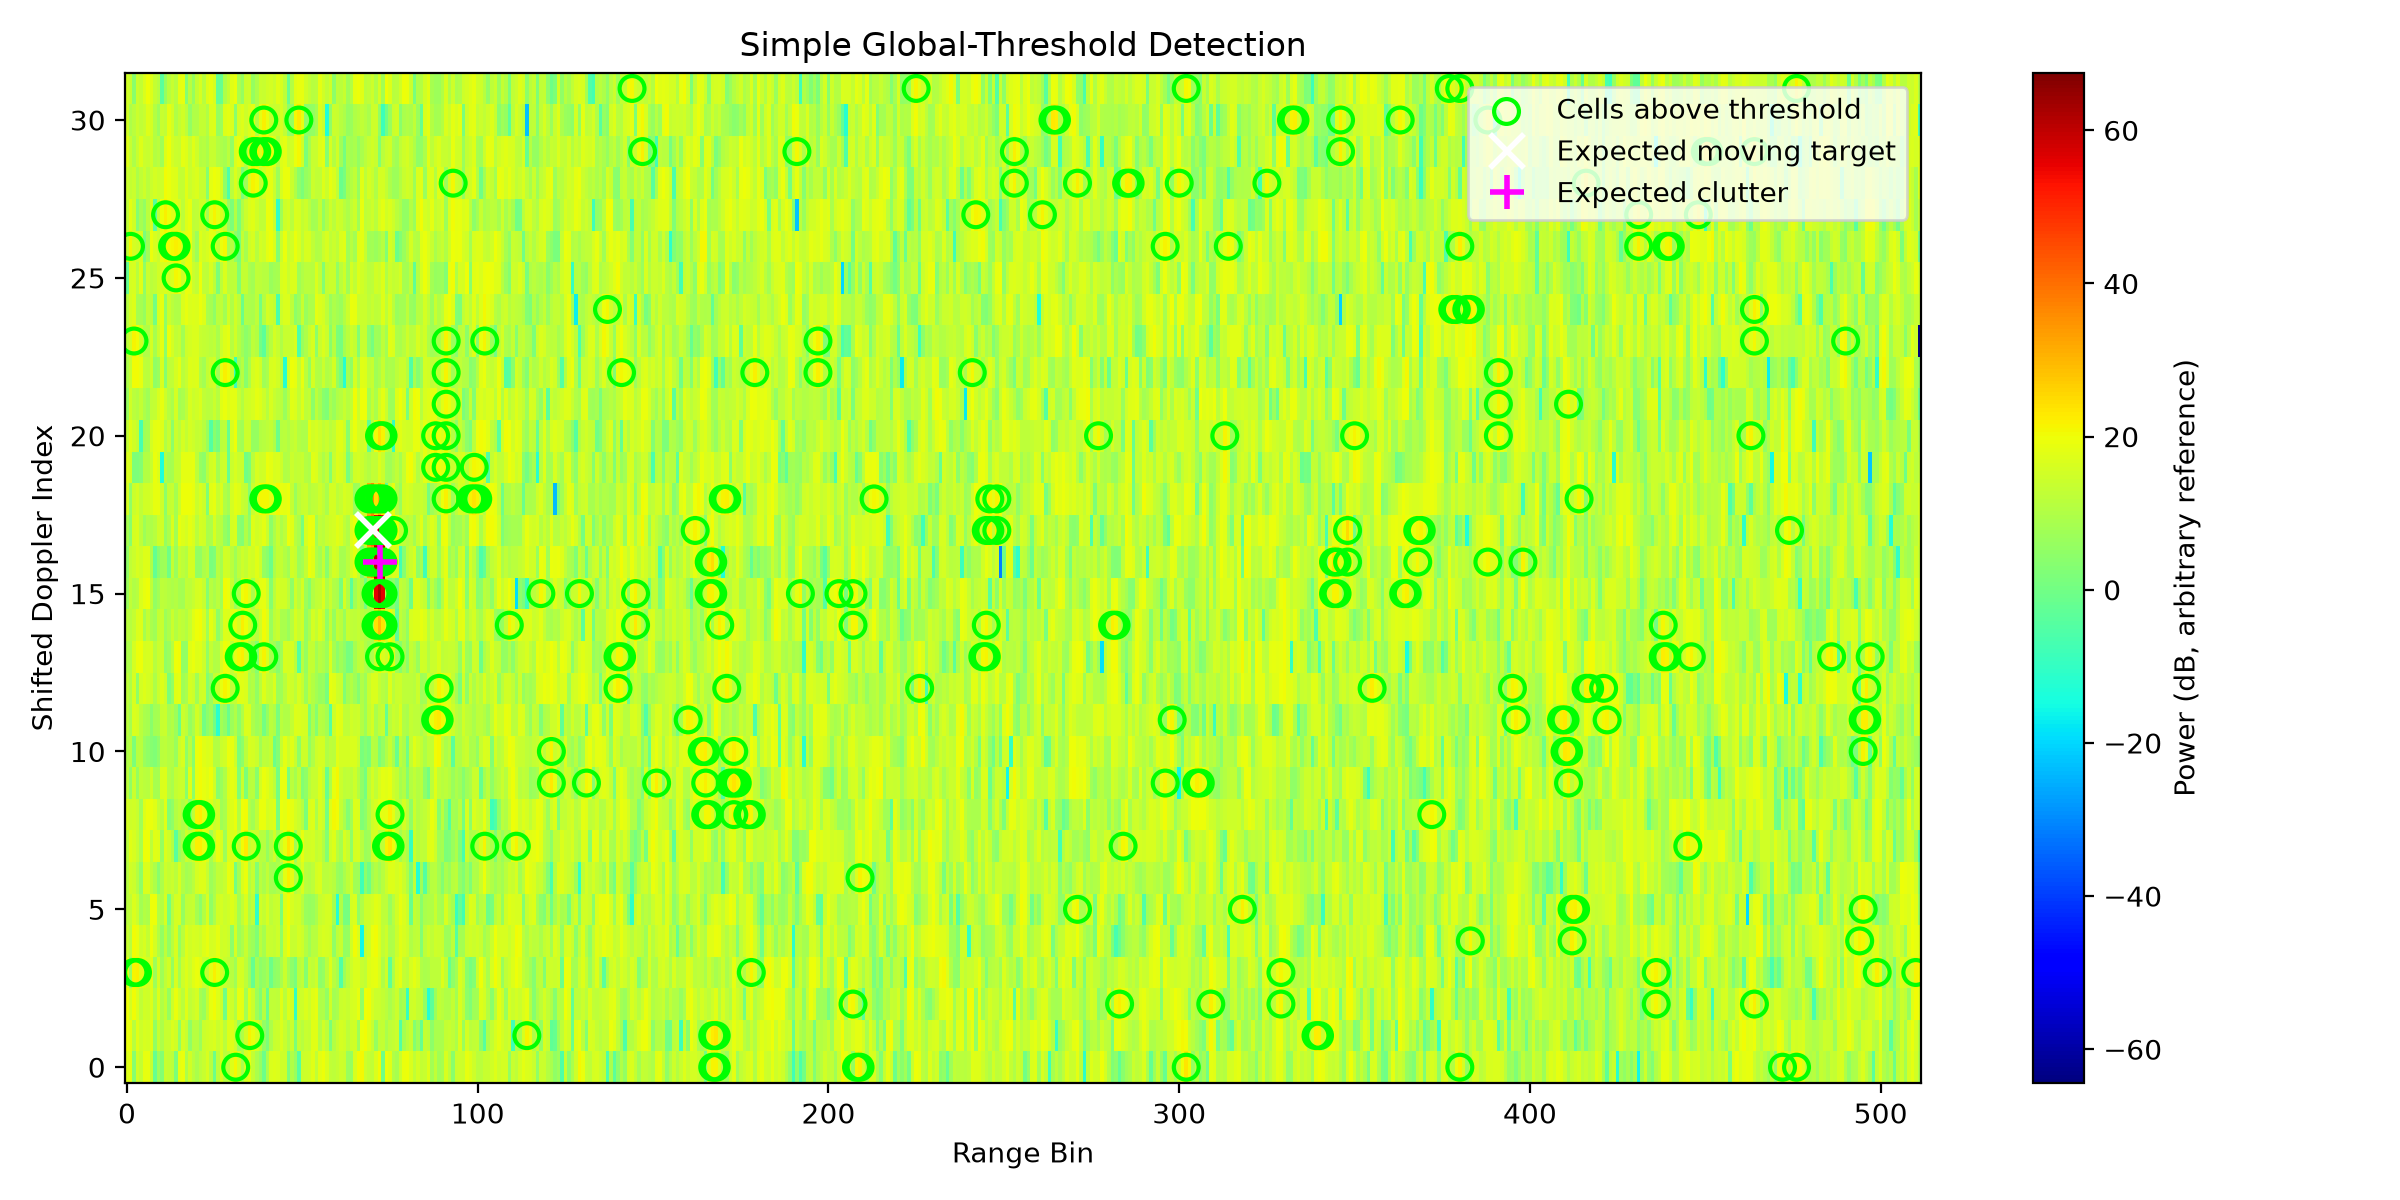 Simple Global-Threshold Detection
Cells above threshold
Expected moving target
Expected clutter
Shifted Doppler Index
30
25
20
15
10
5
0
0 100 200 300 400 500
Range Bin
60
40
20
0
−20
−40
−60
Power (dB, arbitrary reference)